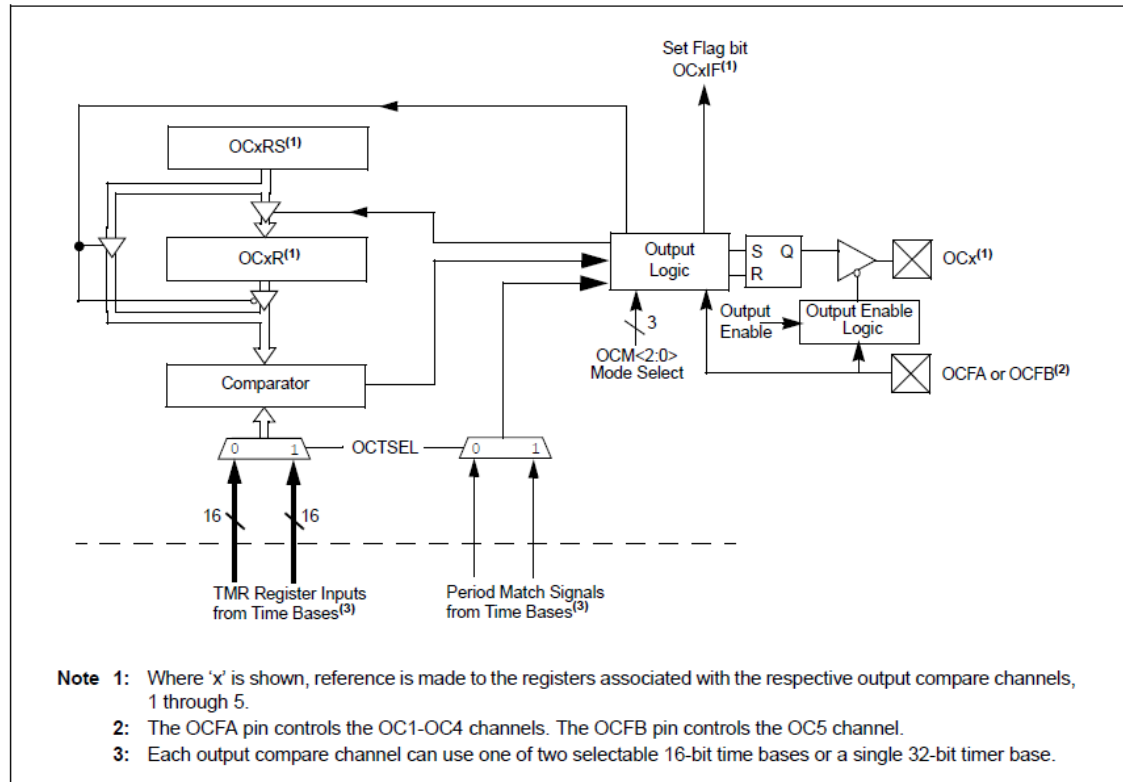 Set Flag bit
OCxIF(1)
OCxRS(1)
OCxR(1)
Output
Logic
S Q
R
OCx(1)
Output
Enable
Output Enable
Logic
3
OCM<2:0>
Mode Select
OCFA or OCFB(2)
Comparator
0 1
OCTSEL
0 1
16
16
TMR Register Inputs
from Time Bases(3)
Period Match Signals
from Time Bases(3)
Note 1: Where ‘x’ is shown, reference is made to the registers associated with the respective output compare channels,
1 through 5.
2: The OCFA pin controls the OC1-OC4 channels. The OCFB pin controls the OC5 channel.
3: Each output compare channel can use one of two selectable 16-bit time bases or a single 32-bit timer base.